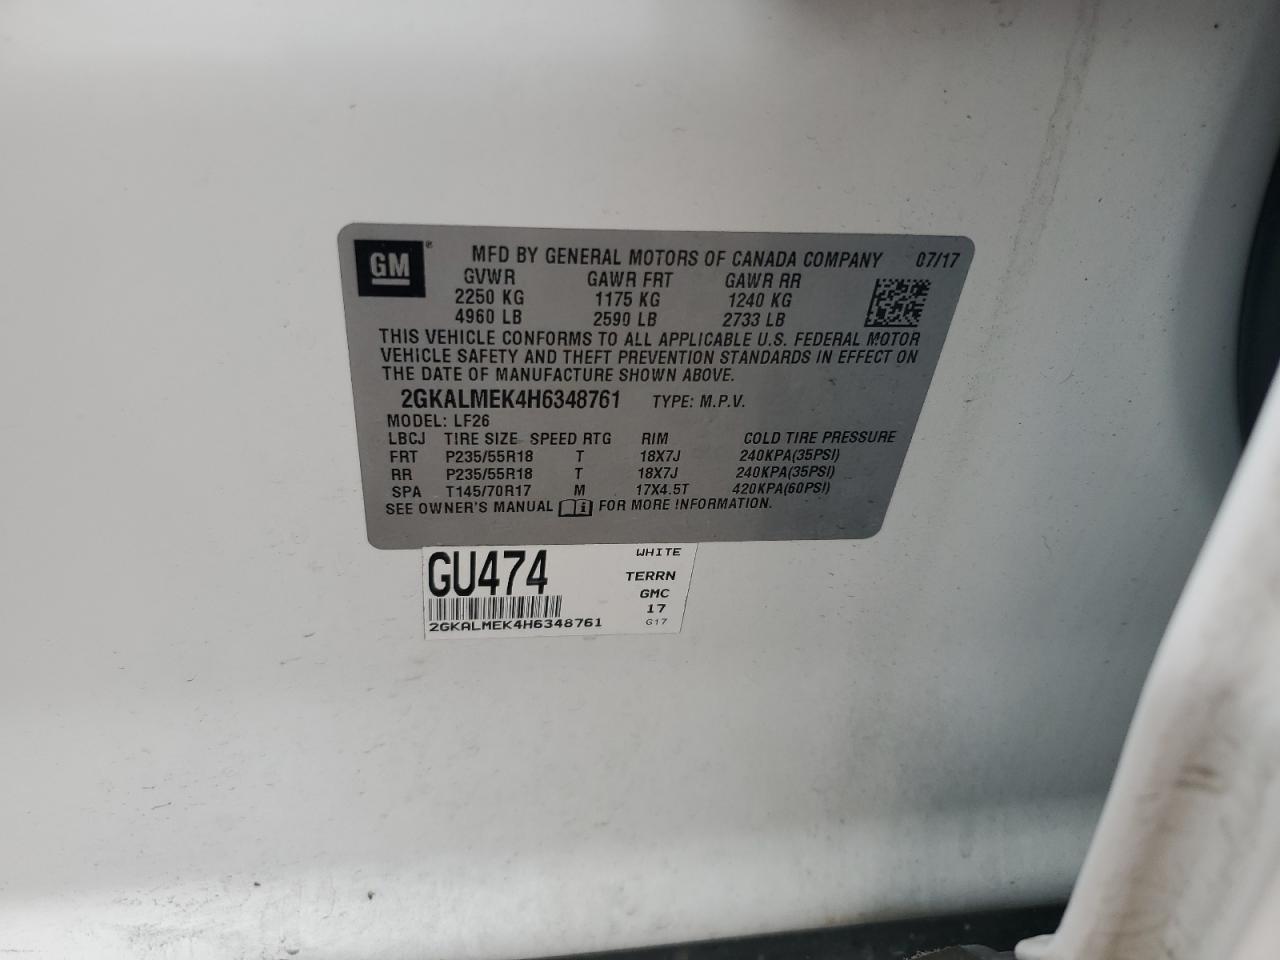 GM® MFD BY GENERAL MOTORS OF CANADA COMPANY 07/17
GVWR GAWR FRT GAWR RR
2250 KG 1175 KG 1240 KG
4960 LB 2590 LB 2733 LB
THIS VEHICLE CONFORMS TO ALL APPLICABLE U.S. FEDERAL MOTOR
VEHICLE SAFETY AND THEFT PREVENTION STANDARDS IN EFFECT ON
THE DATE OF MANUFACTURE SHOWN ABOVE.
2GKALMEK4H6348761 TYPE: M.P.V.
MODEL: LF26
LBCJ TIRE SIZE SPEED RTG RIM COLD TIRE PRESSURE
FRT P235/55R18 T 18X7J 240KPA(35PSI)
RR P235/55R18 T 18X7J 240KPA(35PSI)
SPA T145/70R17 M 17X4.5T 420KPA(60PSI)
SEE OWNER'S MANUAL FOR MORE INFORMATION.
GU474 WHITE
TERRN
GMC
17
2GKALMEK4H6348761 G17